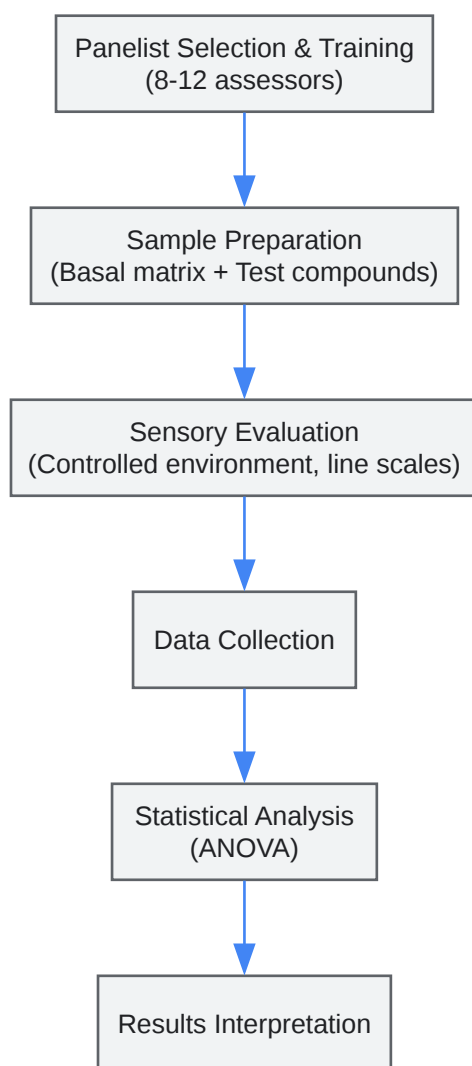 Panelist Selection & Training
(8-12 assessors)
Sample Preparation
(Basal matrix + Test compounds)
Sensory Evaluation
(Controlled environment, line scales)
Data Collection
Statistical Analysis
(ANOVA)
Results Interpretation